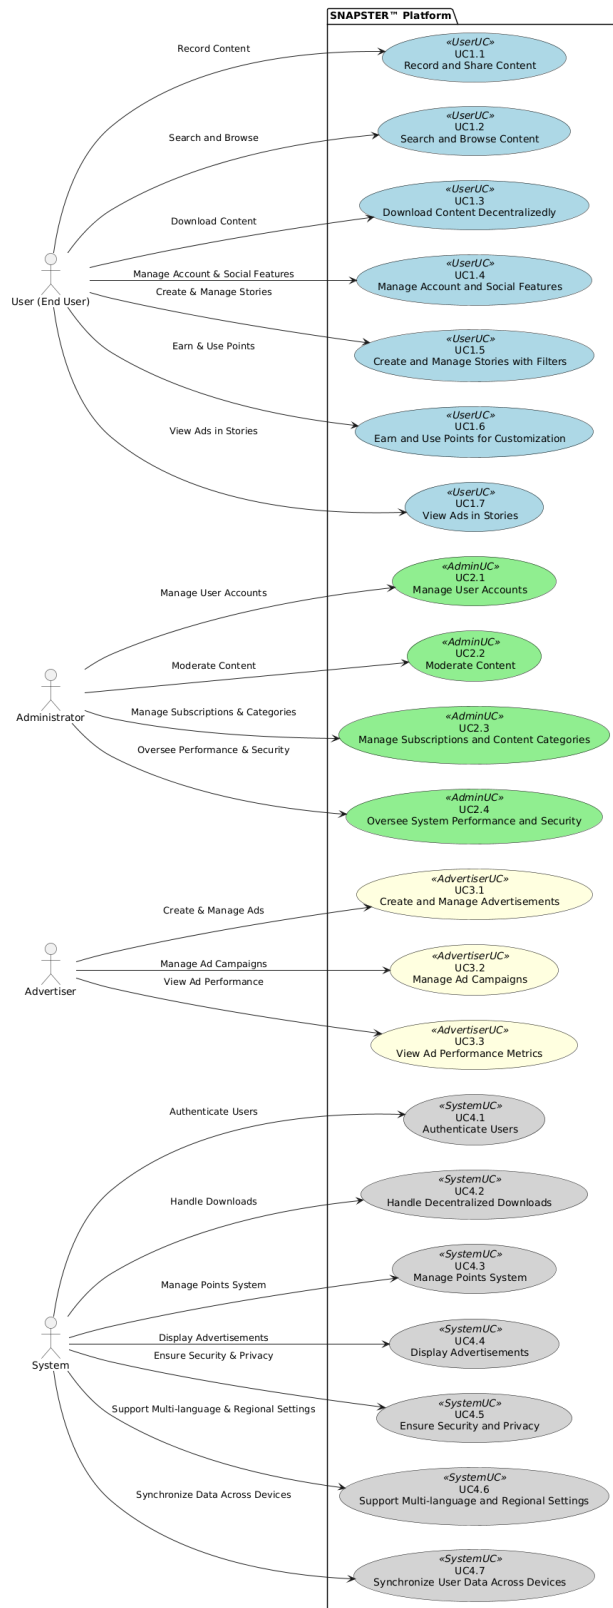 SNAPSTER™ Platform
Record Content
«UserUC»
UC1.1
Record and Share Content
Search and Browse
«UserUC»
UC1.2
Search and Browse Content
Download Content
«UserUC»
UC1.3
Download Content Decentralizedly
User (End User)
Manage Account & Social Features
«UserUC»
UC1.4
Manage Account and Social Features
Create & Manage Stories
«UserUC»
UC1.5
Create and Manage Stories with Filters
Earn & Use Points
«UserUC»
UC1.6
Earn and Use Points for Customization
View Ads in Stories
«UserUC»
UC1.7
View Ads in Stories
Manage User Accounts
«AdminUC»
UC2.1
Manage User Accounts
Moderate Content
«AdminUC»
UC2.2
Moderate Content
Administrator
Manage Subscriptions & Categories
«AdminUC»
UC2.3
Manage Subscriptions and Content Categories
Oversee Performance & Security
«AdminUC»
UC2.4
Oversee System Performance and Security
Create & Manage Ads
«AdvertiserUC»
UC3.1
Create and Manage Advertisements
Advertiser
Manage Ad Campaigns
«AdvertiserUC»
UC3.2
Manage Ad Campaigns
View Ad Performance
«AdvertiserUC»
UC3.3
View Ad Performance Metrics
Authenticate Users
«SystemUC»
UC4.1
Authenticate Users
Handle Downloads
«SystemUC»
UC4.2
Handle Decentralized Downloads
Manage Points System
«SystemUC»
UC4.3
Manage Points System
System
Display Advertisements
«SystemUC»
UC4.4
Display Advertisements
Ensure Security & Privacy
«SystemUC»
UC4.5
Ensure Security and Privacy
Support Multi-language & Regional Settings
«SystemUC»
UC4.6
Support Multi-language and Regional Settings
Synchronize Data Across Devices
«SystemUC»
UC4.7
Synchronize User Data Across Devices